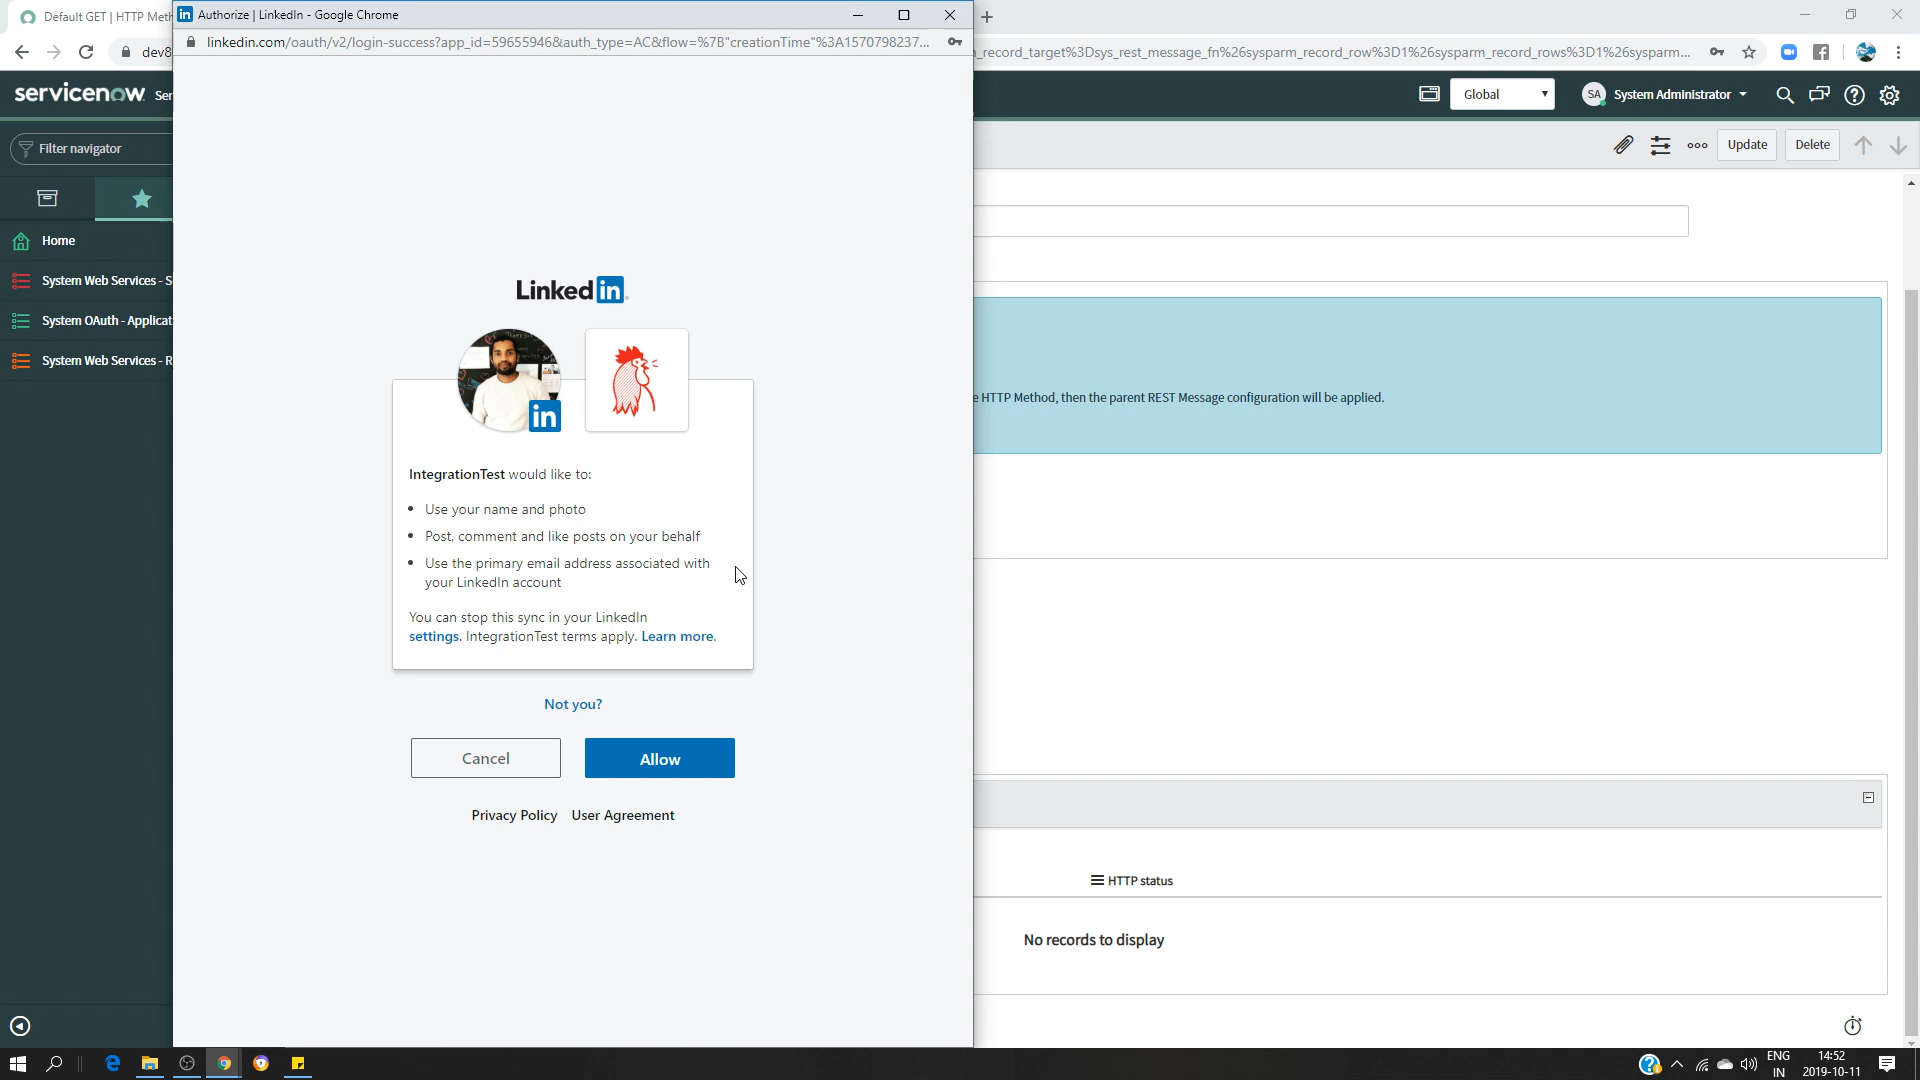 Default GET | HTTP Meth
Authorize | LinkedIn - Google Chrome
dev8
linkedin.com/oauth/v2/login-success?app_id=59655946&auth_type=AC&flow=%7B"creationTime"%3A1570798237...
_record_target%3Dsys_rest_message_fn%26sysparm_record_row%3D1%26sysparm_record_rows%3D1%26sysparm...
servicenow Ser
Global
SA System Administrator
Filter navigator
Update
Delete
Home
System Web Services - S
System OAuth - Applicat
System Web Services - R
Linked in
in
IntegrationTest would like to:
• Use your name and photo
• Post, comment and like posts on your behalf
• Use the primary email address associated with
your LinkedIn account
You can stop this sync in your LinkedIn
settings. IntegrationTest terms apply. Learn more.
Not you?
Cancel
Allow
Privacy Policy User Agreement
e HTTP Method, then the parent REST Message configuration will be applied.
HTTP status
No records to display
ENG
IN
14:52
2019-10-11